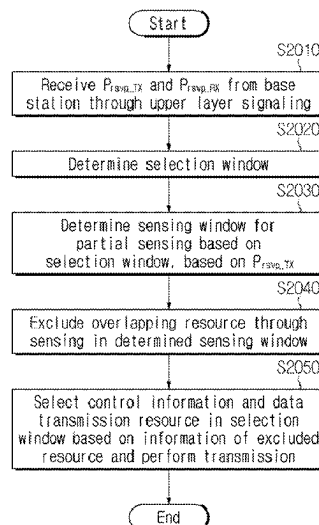 Start
S2010
Receive Prsvp_TX and Prsvp_RX from base
station through upper layer signaling
S2020
Determine selection window
S2030
Determine sensing window for
partial sensing based on
selection window, based on Prsvp_TX
S2040
Exclude overlapping resource through
sensing in determined sensing window
S2050
Select control information and data
transmission resource in selection
window based on information of excluded
resource and perform transmission
End